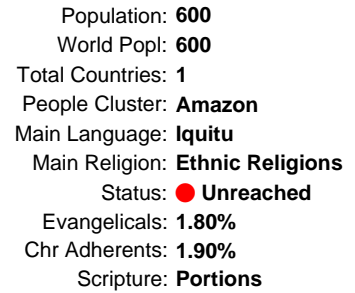 Population: 600
World Popl: 600
Total Countries: 1
People Cluster: Amazon
Main Language: Iquitu
Main Religion: Ethnic Religions
Status: Unreached
Evangelicals: 1.80%
Chr Adherents: 1.90%
Scripture: Portions